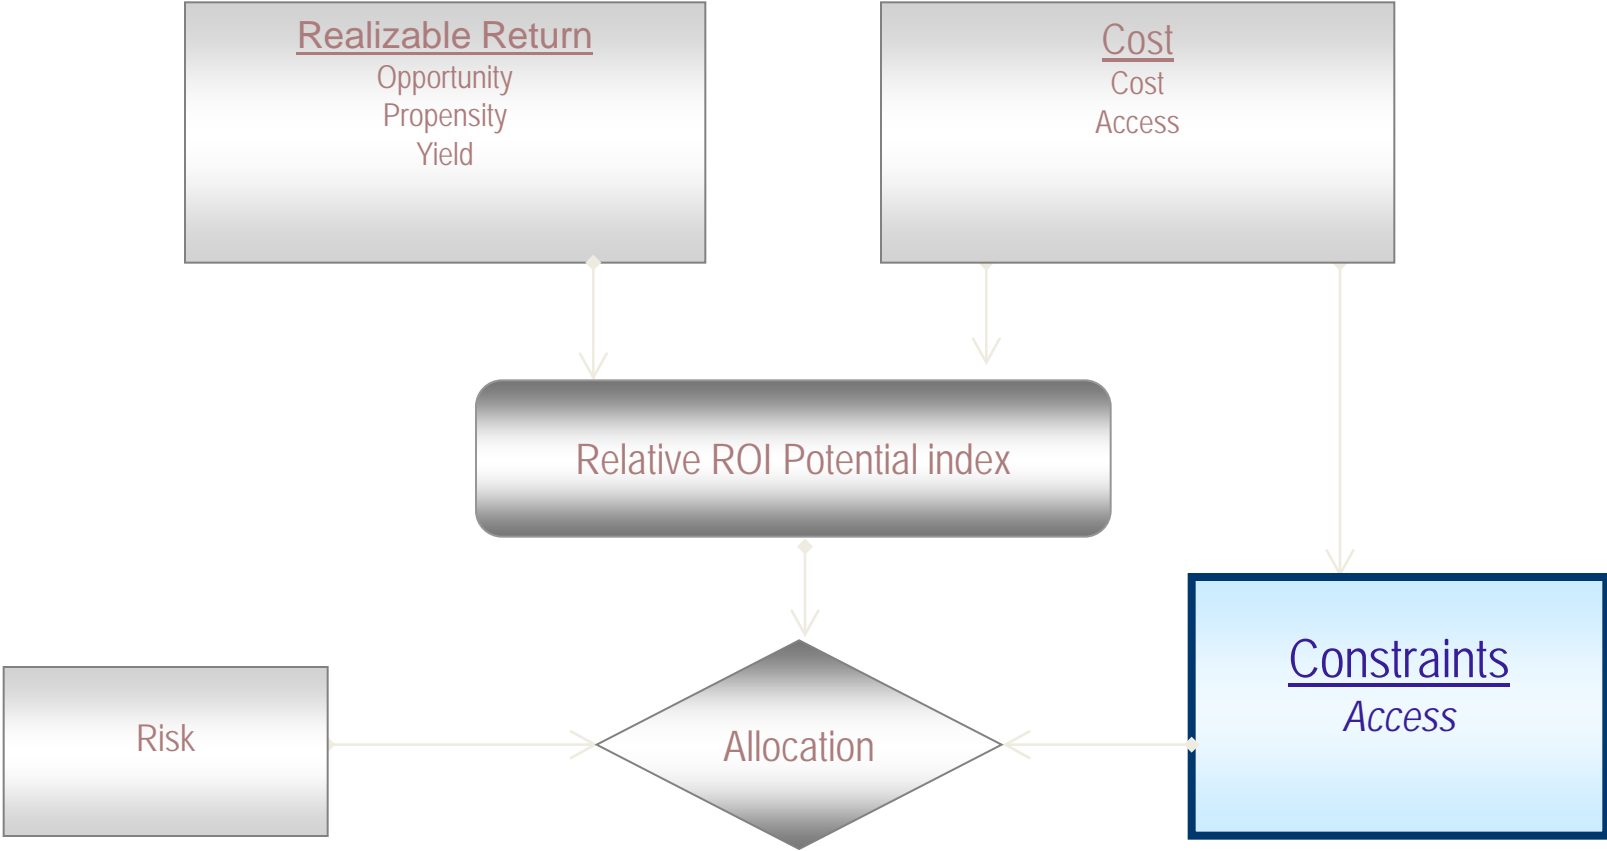 Realizable Return
Opportunity
Propensity
Yield
Cost
Cost
Access
Relative ROI Potential index
Constraints
Access
Risk
Allocation